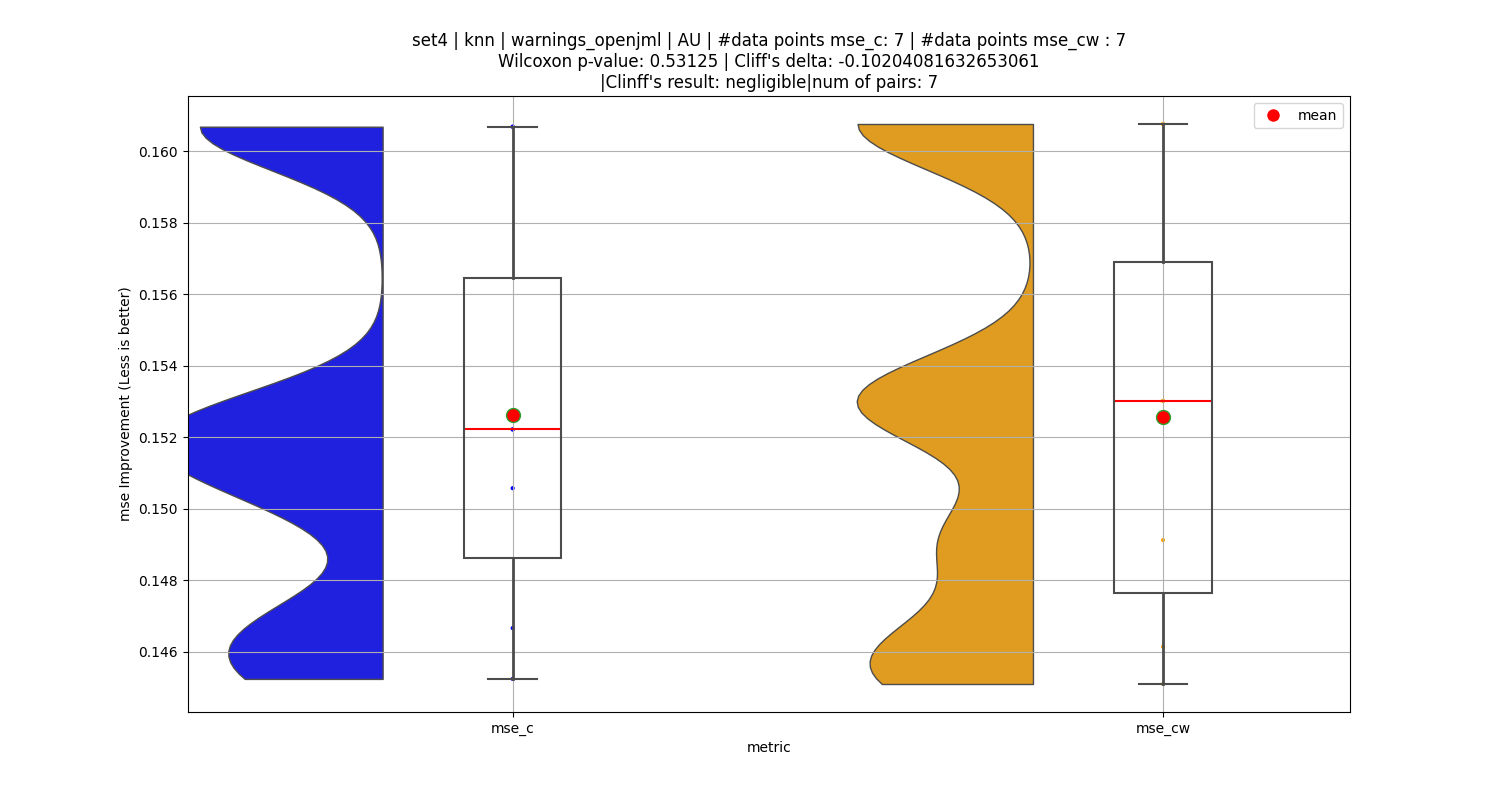 set4 | knn | warnings_openjml | AU | #data points mse_c: 7 | #data points mse_cw : 7
Wilcoxon p-value: 0.53125 | Cliff's delta: -0.10204081632653061
|Clinff's result: negligible|num of pairs: 7
mean
0.160
0.158
0.156
0.154
0.152
0.150
0.148
0.146
mse Improvement (Less is better)
mse_c
mse_cw
metric